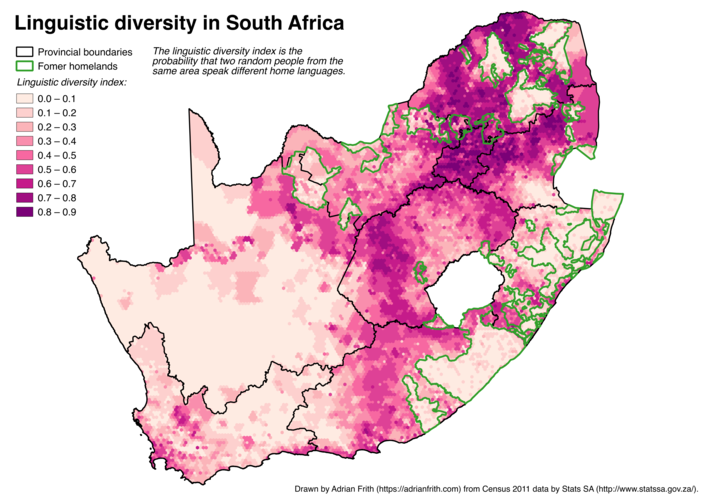 Linguistic diversity in South Africa
Provincial boundaries
Fomer homelands
Linguistic diversity index:
0.0 – 0.1
0.1 – 0.2
0.2 – 0.3
0.3 – 0.4
0.4 – 0.5
0.5 – 0.6
0.6 – 0.7
0.7 – 0.8
0.8 – 0.9
The linguistic diversity index is the
probability that two random people from the
same area speak different home languages.
Drawn by Adrian Frith (https://adrianfrith.com) from Census 2011 data by Stats SA (http://www.statssa.gov.za/).